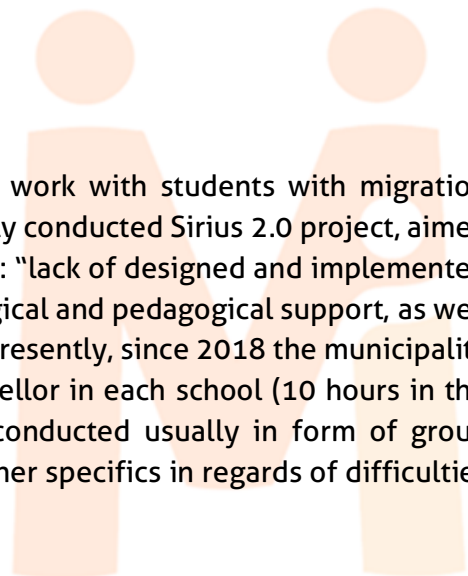 work with students with migratio
y conducted Sirius 2.0 project, aime
: “lack of designed and implemente
gical and pedagogical support, as we
resently, since 2018 the municipalit
ellor in each school (10 hours in th
conducted usually in form of grou
ner specifics in regards of difficultie